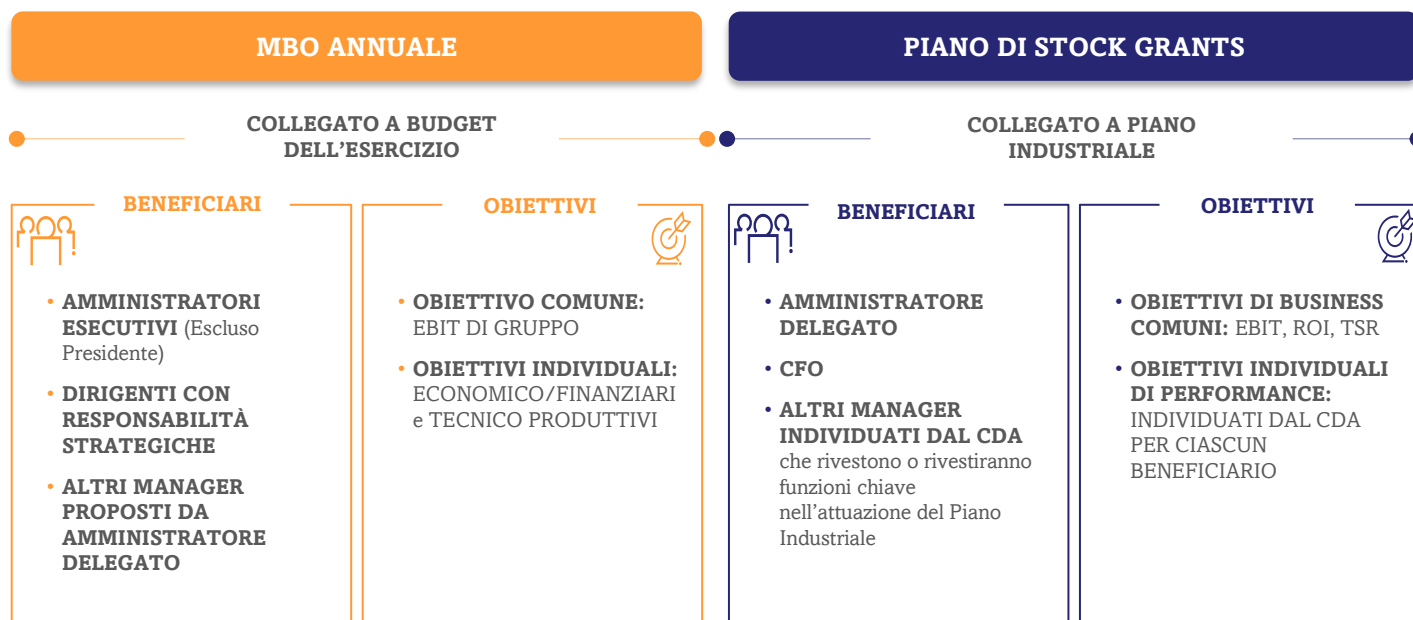 MBO ANNUALE
COLLEGATO A BUDGET
DELL'ESERCIZIO
BENEFICIARI
• AMMINISTRATORI
ESECUTIVI (Escluso
Presidente)
• DIRIGENTI CON
RESPONSABILITÀ
STRATEGICHE
• ALTRI MANAGER
PROPOSTI DA
AMMINISTRATORE
DELEGATO
OBIETTIVI
• OBIETTIVO COMUNE:
EBIT DI GRUPPO
• OBIETTIVI INDIVIDUALI:
ECONOMICO/FINANZIARI
e TECNICO PRODUTTIVI
PIANO DI STOCK GRANTS
COLLEGATO A PIANO
INDUSTRIALE
BENEFICIARI
• AMMINISTRATORE
DELEGATO
• CFO
• ALTRI MANAGER
INDIVIDUATI DAL CDA
che rivestono o rivestiranno
funzioni chiave
nell'attuazione del Piano
Industriale
OBIETTIVI
• OBIETTIVI DI BUSINESS
COMUNI: EBIT, ROI, TSR
• OBIETTIVI INDIVIDUALI
DI PERFORMANCE:
INDIVIDUATI DAL CDA
PER CIASCUN
BENEFICIARIO